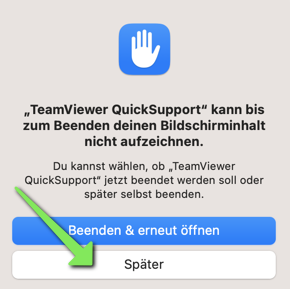 „TeamViewer QuickSupport“ kann bis
zum Beenden deinen Bildschirminhalt
nicht aufzeichnen.
Du kannst wählen, ob „TeamViewer
QuickSupport“ jetzt beendet werden soll oder
später selbst beenden.
Beenden & erneut öffnen
Später